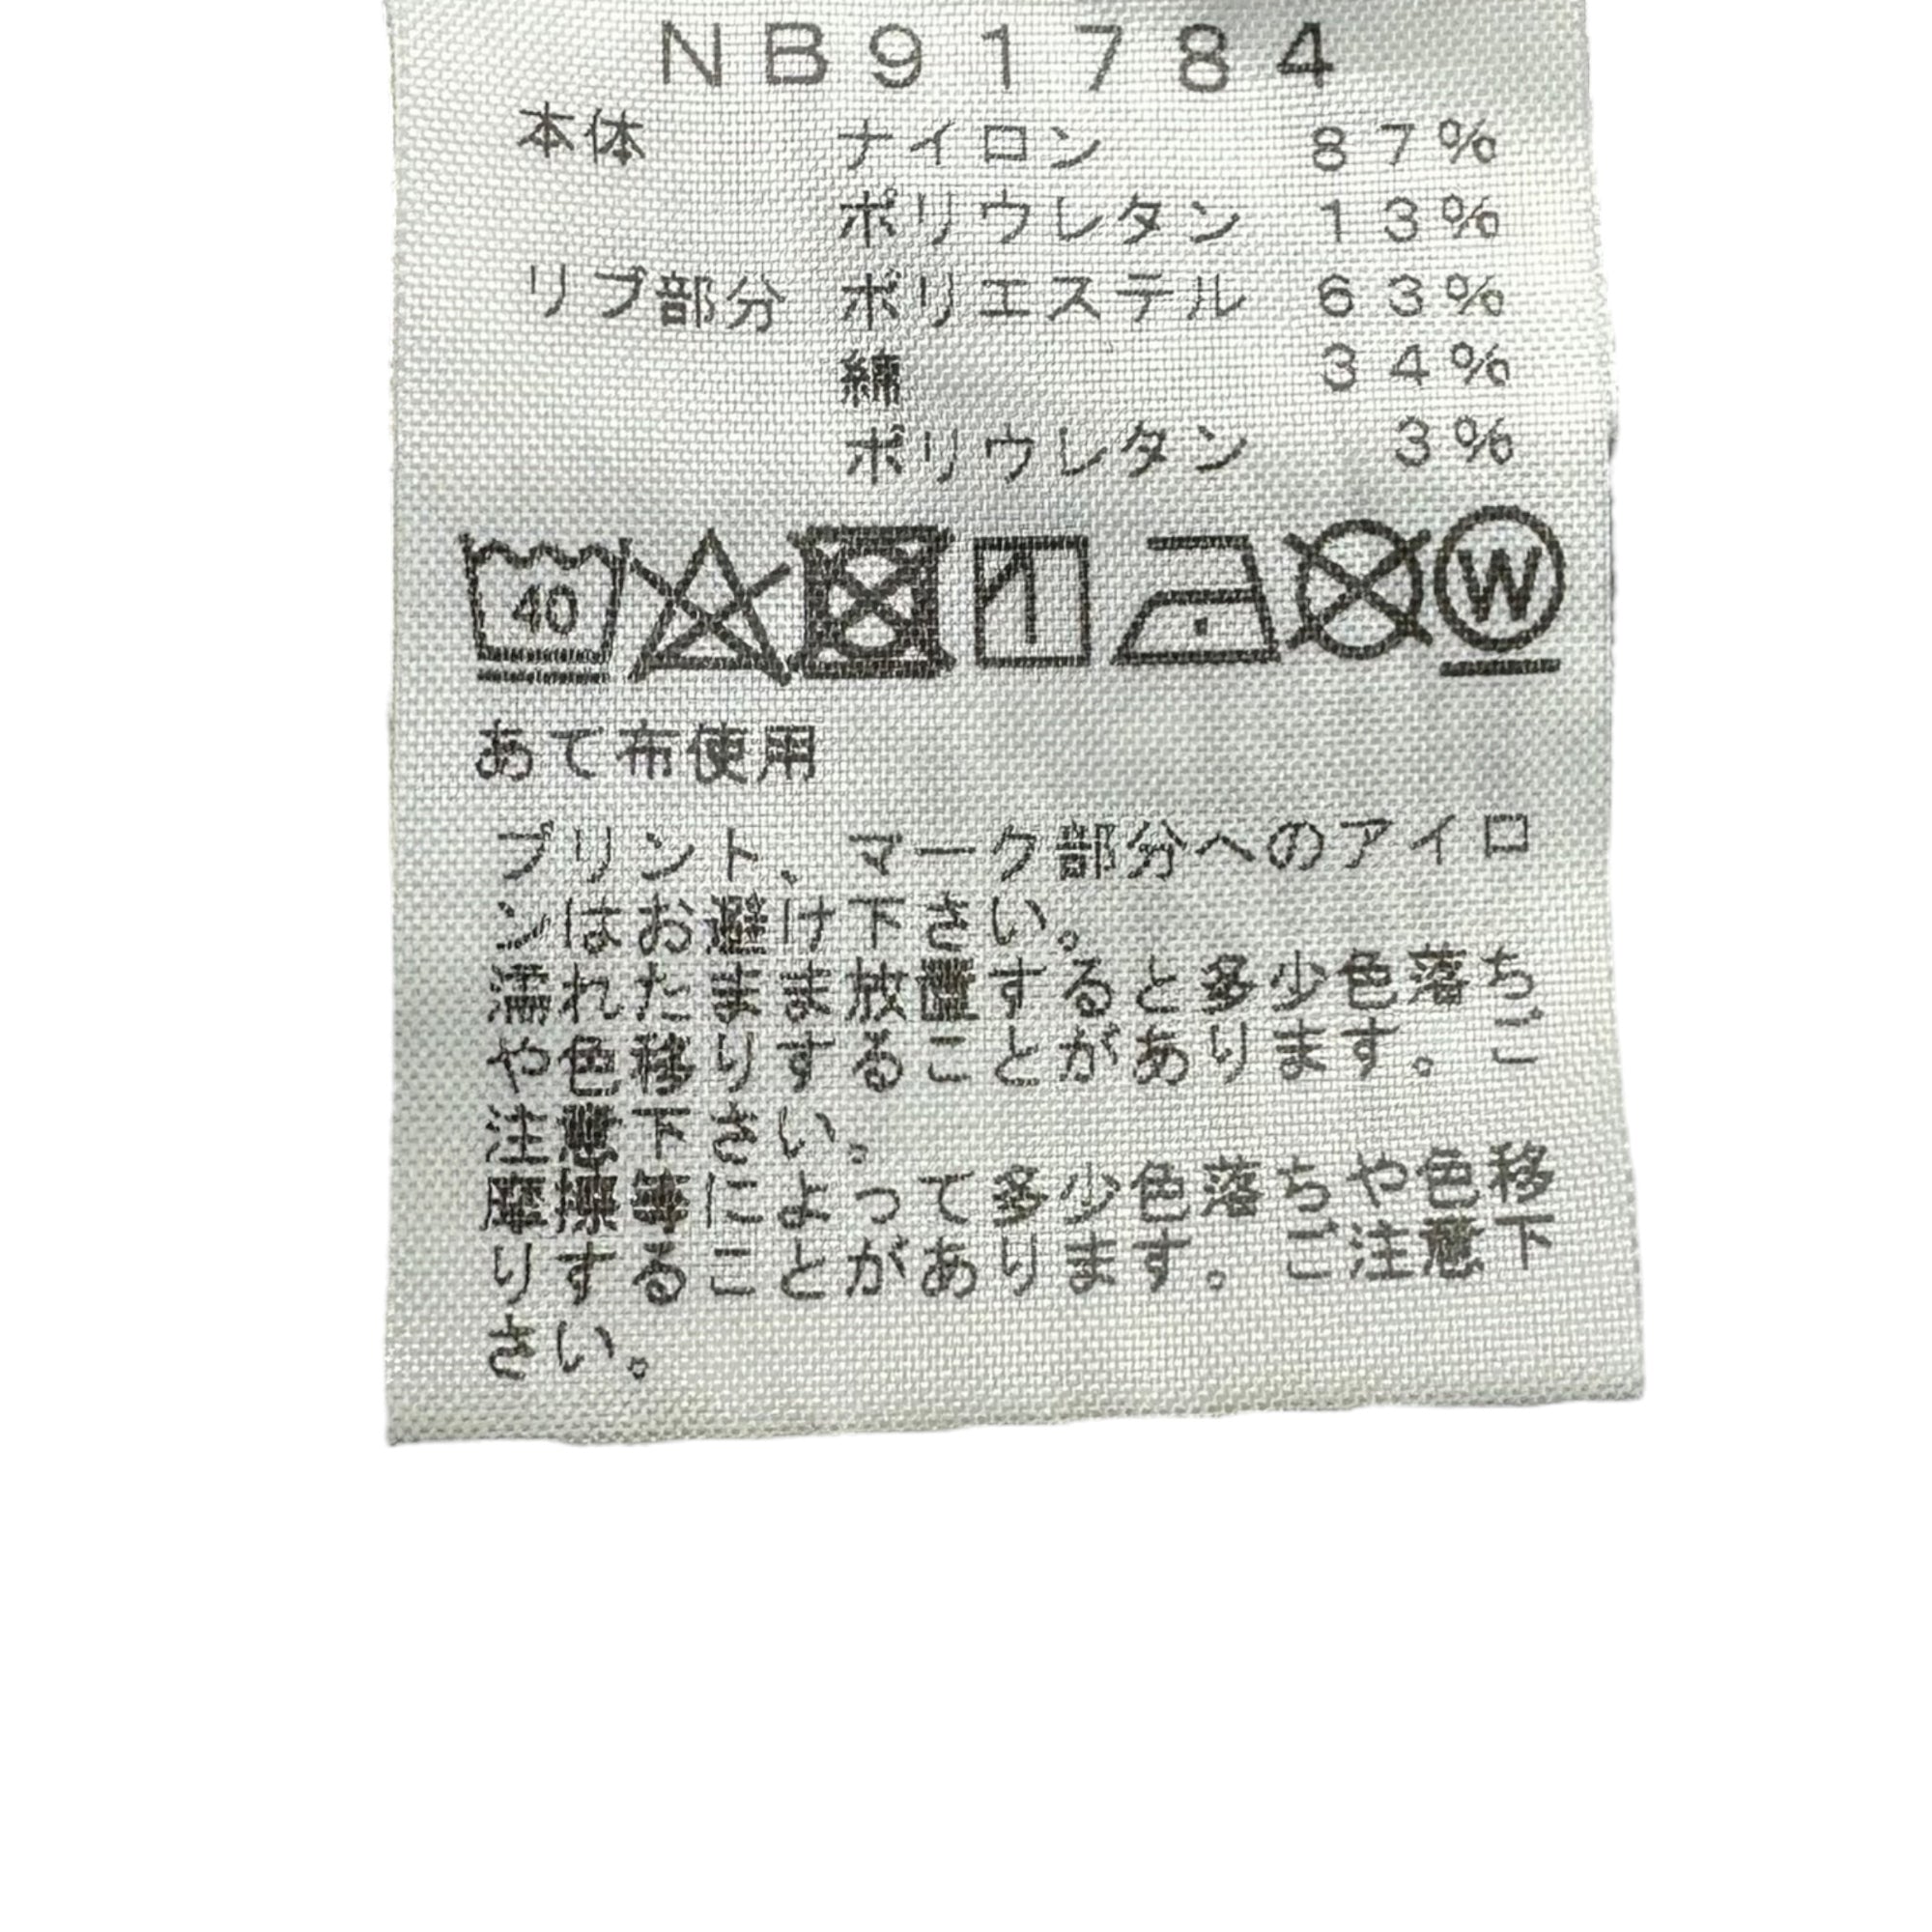 NB91784
本体 ナイロン 87%
ポリウレタン 13%
リブ部分 ポリエステル 63%
綿 34%
ポリウレタン 3%
40 W
あて布使用
プリント、マーク部分へのアイロ
ンはお避け下さい。
濡れたまま放置すると多少色落ち
や色移りすることがあります。ご
注意下さい。
摩擦等によって多少色落ちや色移
りすることがあります。ご注意下
さい。